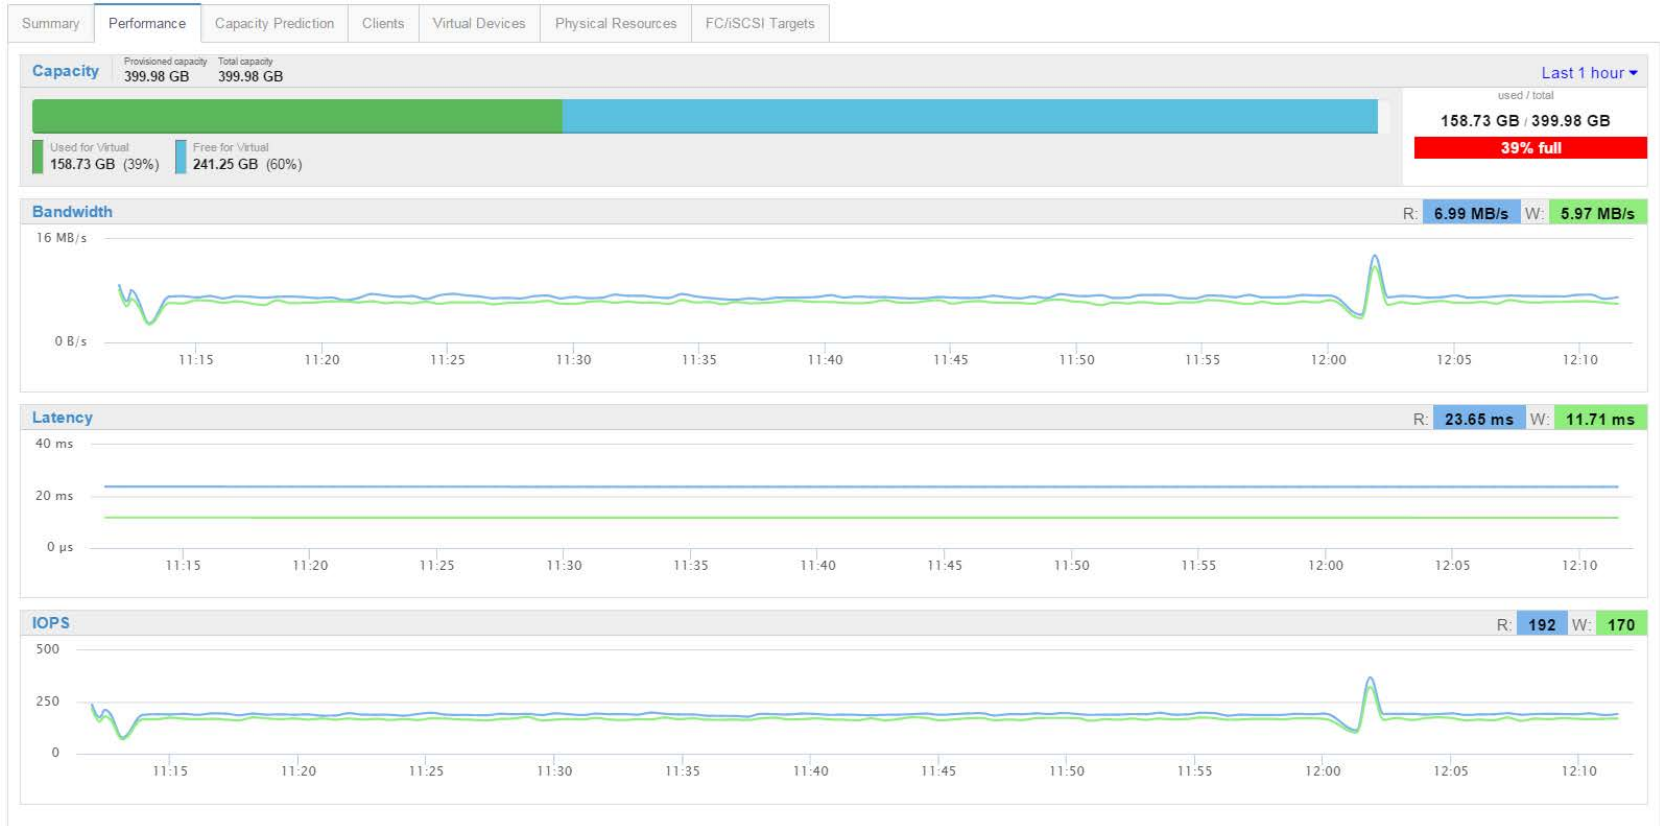 Summary Performance Capacity Prediction Clients Virtual Devices Physical Resources FC/iSCSI Targets
Capacity Provisioned capacity Total capacity Last 1 hour
399.98 GB 399.98 GB
used / total
158.73 GB / 399.98 GB
39% full
Used for Virtual Free for Virtual
158.73 GB (39%) 241.25 GB (60%)
Bandwidth R: 6.99 MB/s W: 5.97 MB/s
16 MB/s
0 B/s
11:15 11:20 11:25 11:30 11:35 11:40 11:45 11:50 11:55 12:00 12:05 12:10
Latency R: 23.65 ms W: 11.71 ms
40 ms
20 ms
0 µs
11:15 11:20 11:25 11:30 11:35 11:40 11:45 11:50 11:55 12:00 12:05 12:10
IOPS R: 192 W: 170
500
250
0
11:15 11:20 11:25 11:30 11:35 11:40 11:45 11:50 11:55 12:00 12:05 12:10